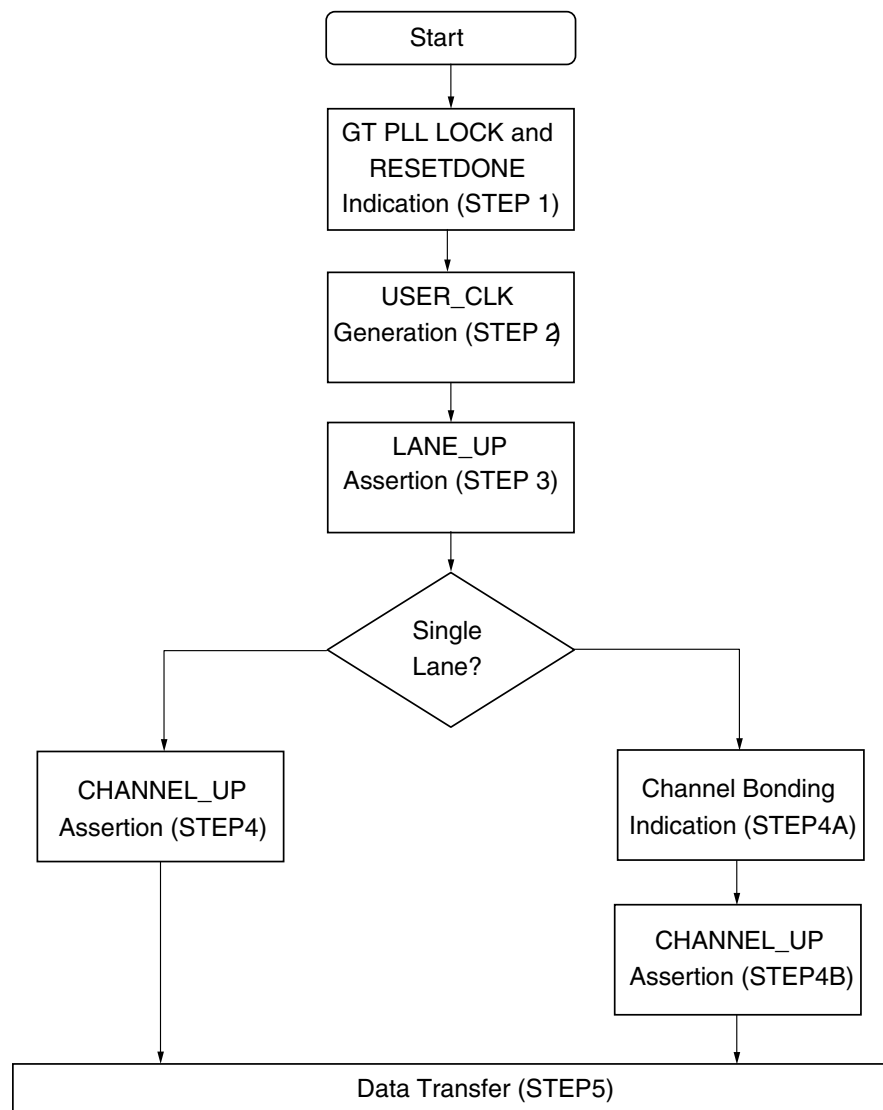 Start
GT PLL LOCK and
RESETDONE
Indication (STEP 1)
USER_CLK
Generation (STEP 2)
LANE_UP
Assertion (STEP 3)
Single
Lane?
CHANNEL_UP
Assertion (STEP4)
Channel Bonding
Indication (STEP4A)
CHANNEL_UP
Assertion (STEP4B)
Data Transfer (STEP5)